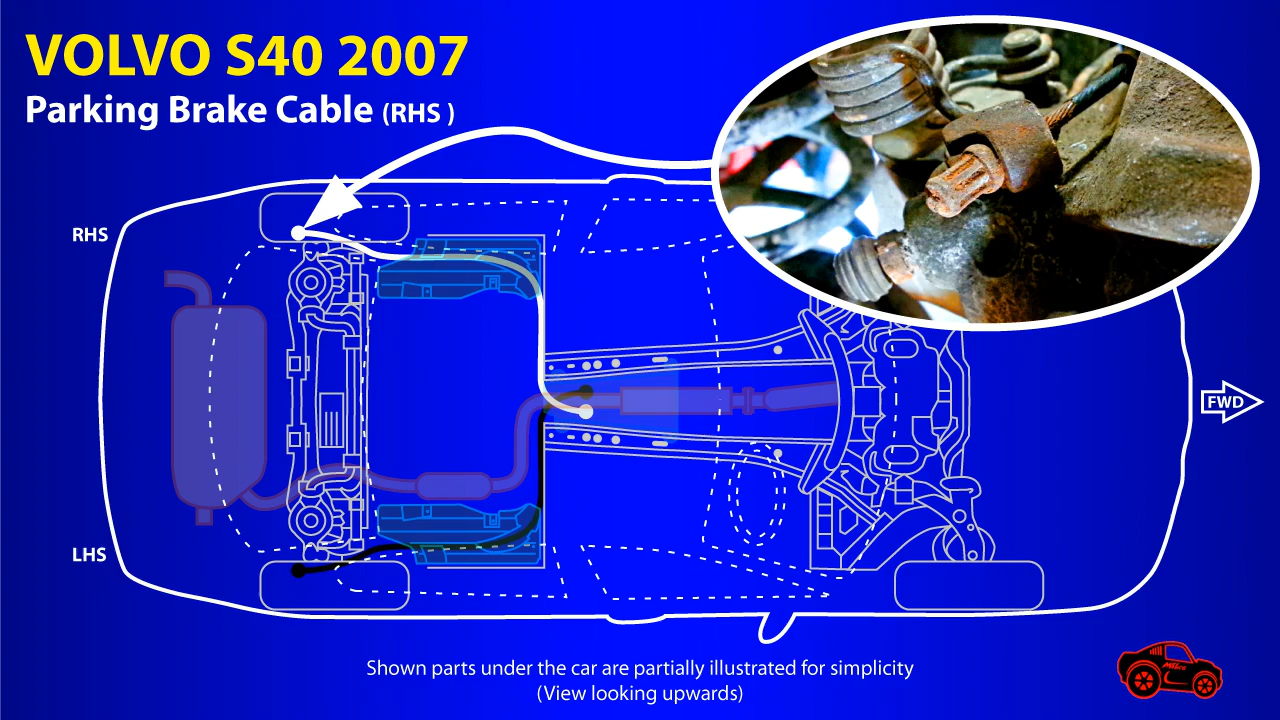 VOLVO S40 2007
Parking Brake Cable (RHS )
RHS
FWD
LHS
Shown parts under the car are partially illustrated for simplicity
(View looking upwards)